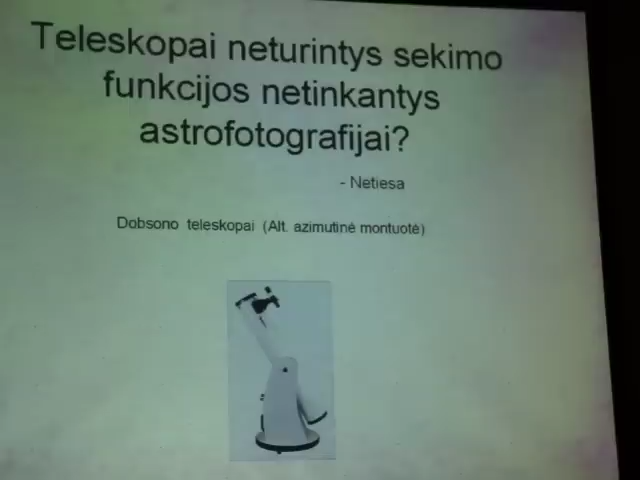 Teleskopai neturintys sekimo
funkcijos netinkantys
astrofotografijai?
- Netiesa
Dobsono teleskopai (Alt. azimutinė montuotė)